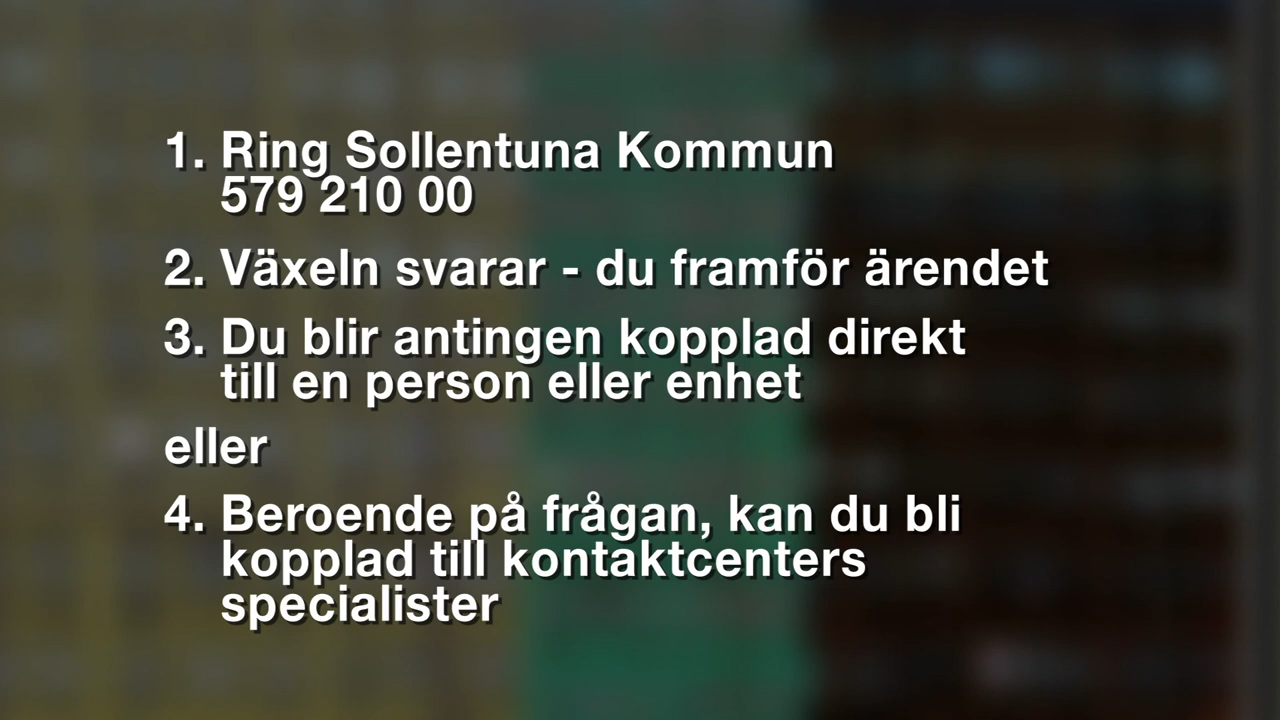 1. Ring Sollentuna Kommun
579 210 00
2. Växeln svarar - du framför ärendet
3. Du blir antingen kopplad direkt
till en person eller enhet
eller
4. Beroende på frågan, kan du bli
kopplad till kontaktcenters
specialister